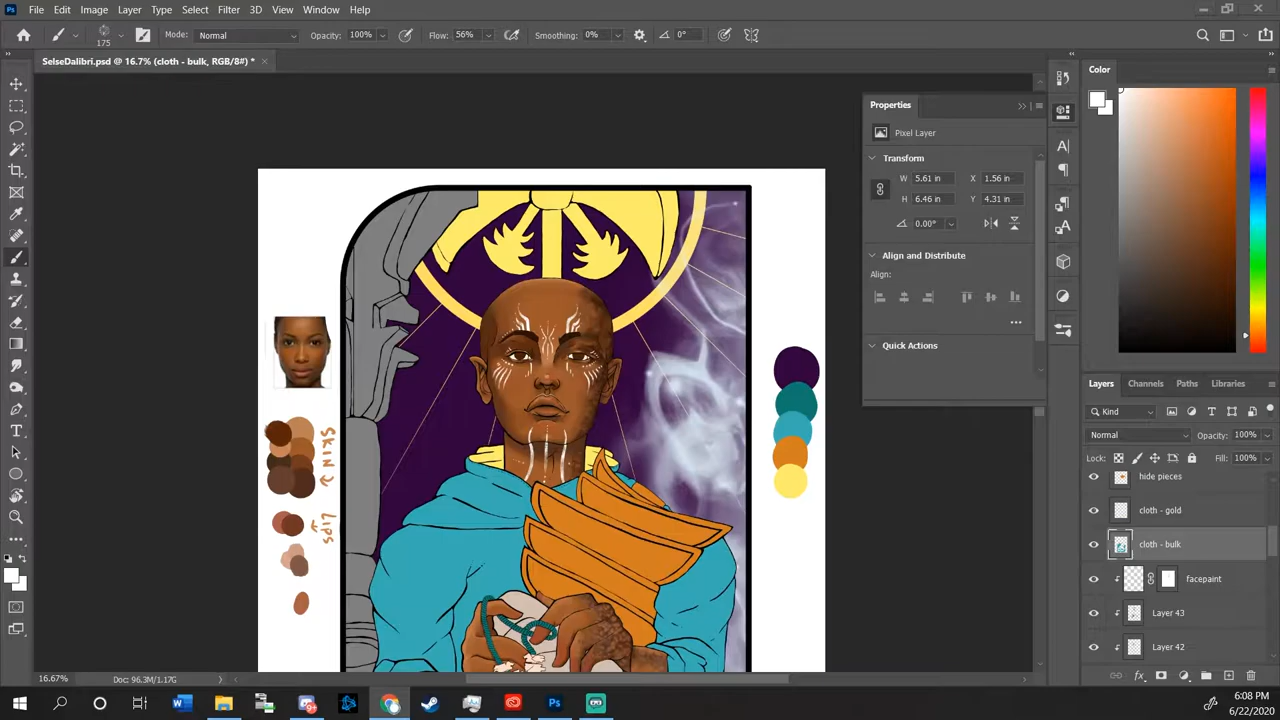 File Edit Image Layer Type Select Filter 3D View Window Help
175 Mode: Normal Opacity: 100% Flow: 56% Smoothing: 0% 0°
SelseDalibri.psd @ 16.7% (cloth - bulk, RGB/8#) *
Color
Properties
Pixel Layer
Transform
W 5.61 in X 1.56 in
H 6.46 in Y 4.31 in
0.00°
Align and Distribute
Align:
Quick Actions
SKIN
LIPS
Layers Channels Paths Libraries
Kind
Normal Opacity: 100%
Lock: Fill: 100%
hide pieces
cloth - gold
cloth - bulk
facepaint
Layer 43
Layer 42
16.67% Doc: 96.3M/1.17G
6:08 PM
6/22/2020